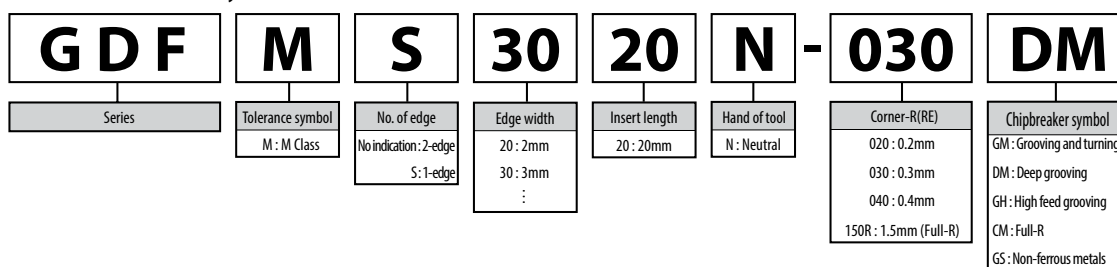 GDF M S 30 20 N - 030 DM
Series
Tolerance symbol
M : M Class
No. of edge
No indication : 2-edge
S : 1-edge
Edge width
20 : 2mm
30 : 3mm
⋮
Insert length
20 : 20mm
Hand of tool
N : Neutral
Corner-R(RE)
020 : 0.2mm
030 : 0.3mm
040 : 0.4mm
150R : 1.5mm (Full-R)
Chipbreaker symbol
GM : Grooving and turning
DM : Deep grooving
GH : High feed grooving
CM : Full-R
GS : Non-ferrous metals